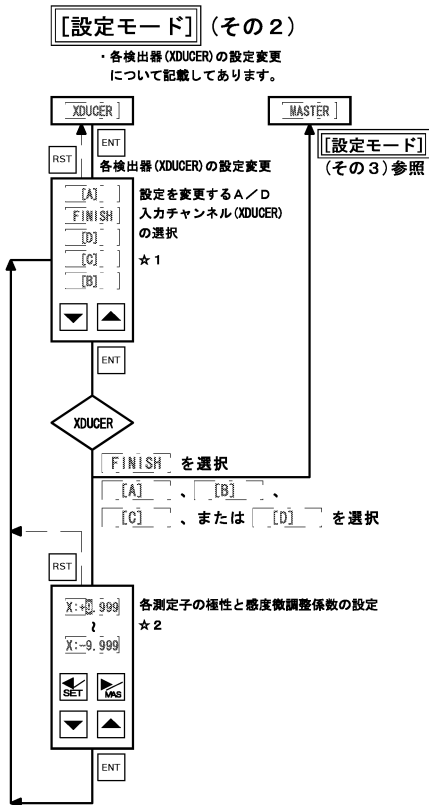 [設定モード] (その２)
・各検出器(XDUCER)の設定変更
について記載してあります。
XDUCER
MASTER
RST
ENT
[設定モード]
(その３)参照
各検出器(XDUCER)の設定変更
[A]
FINISH
[D]
[C]
[B]
設定を変更するＡ／Ｄ
入力チャンネル(XDUCER)
の選択
☆１
ENT
XDUCER
FINISH を選択
[A] 、 [B] 、
[C] 、または [D] を選択
RST
X:+0.999
～
X:-9.999
各測定子の極性と感度微調整係数の設定
☆２
SET
MAS
ENT